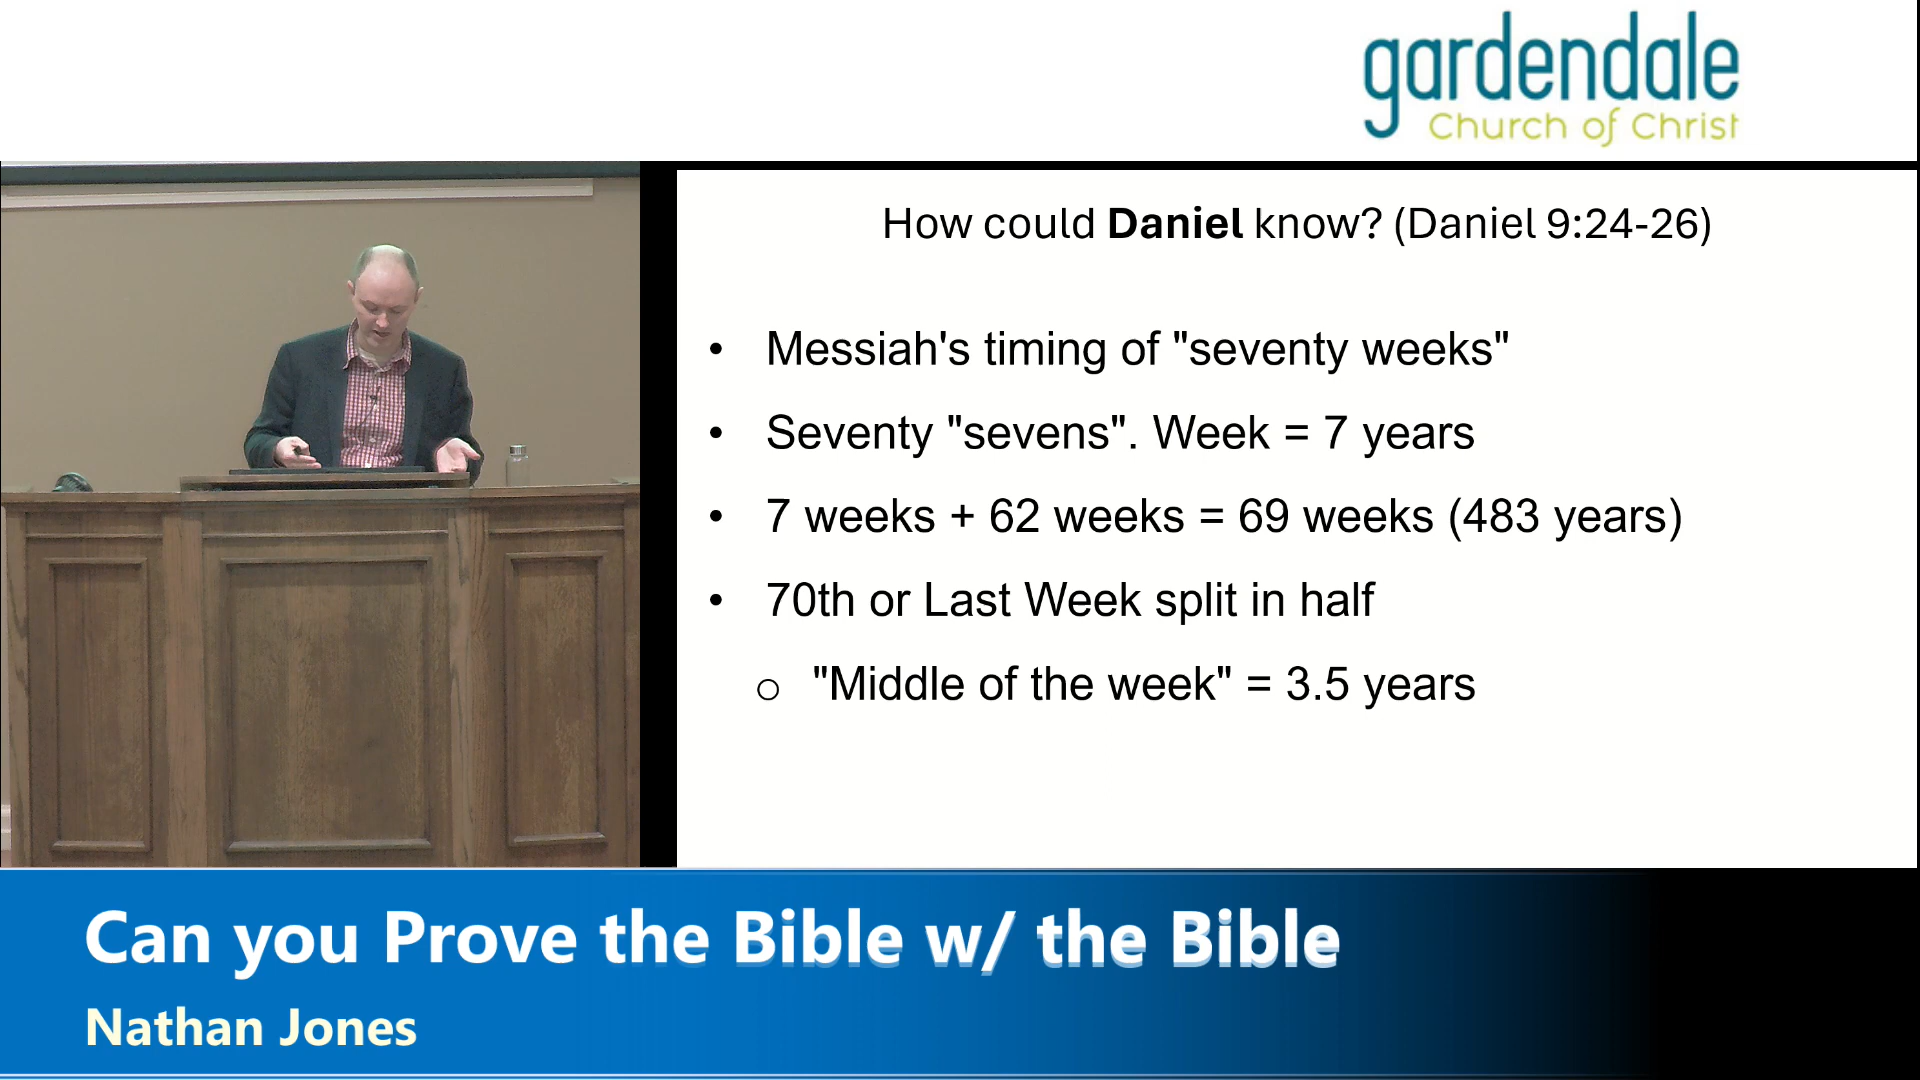 gardendale
Church of Christ
How could Daniel know? (Daniel 9:24-26)
• Messiah's timing of "seventy weeks"
• Seventy "sevens". Week = 7 years
• 7 weeks + 62 weeks = 69 weeks (483 years)
• 70th or Last Week split in half
o "Middle of the week" = 3.5 years
Can you Prove the Bible w/ the Bible
Nathan Jones